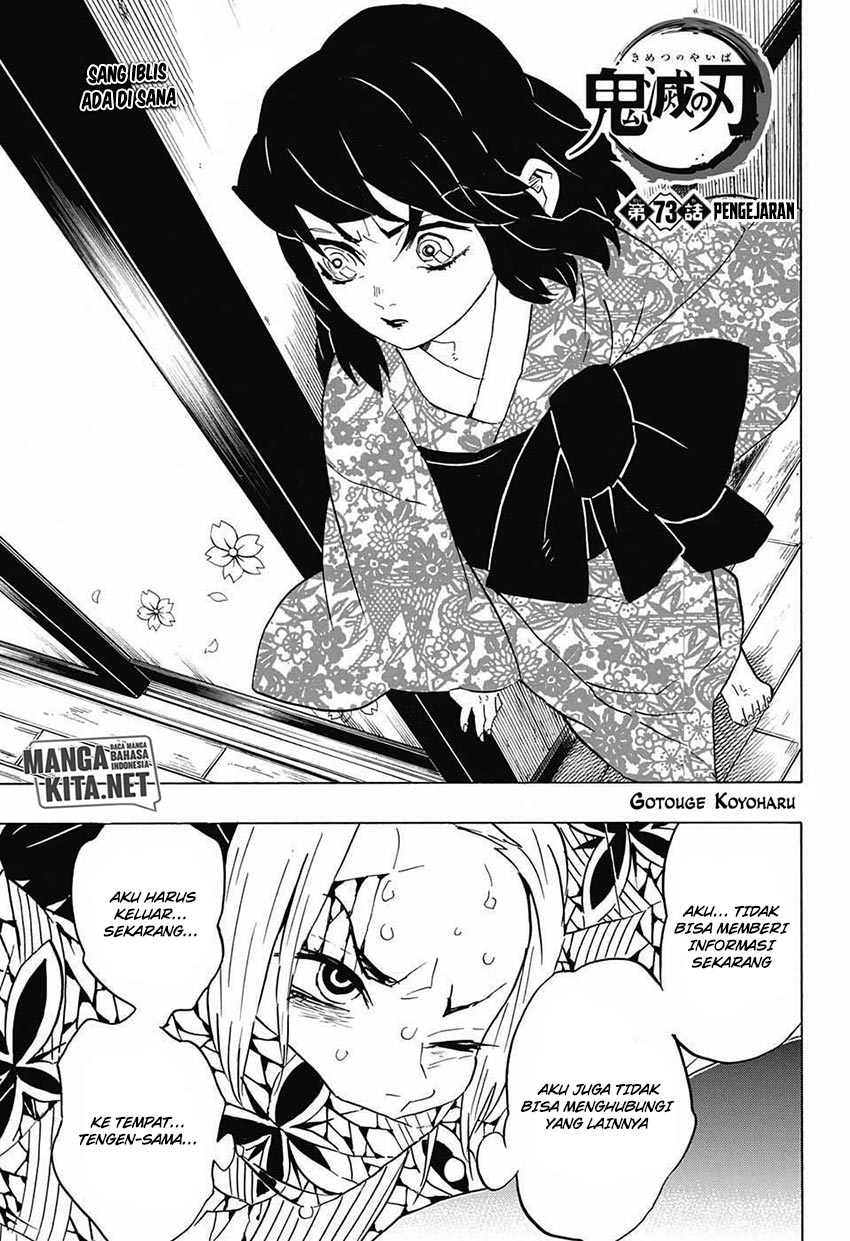 SANG IBLIS
ADA DI SANA
きめつのやいば
鬼滅の刃
第73話 PENGEJARAN
MANGA
KITA.NET
BACA MANGA
BAHASA
INDONESIA
GOTOUGE KOYOHARU
AKU... TIDAK
BISA MEMBERI
INFORMASI
SEKARANG
AKU JUGA TIDAK
BISA MENGHUBUNGI
YANG LAINNYA
AKU HARUS
KELUAR...
SEKARANG...
KE TEMPAT...
TENGEN-SAMA...